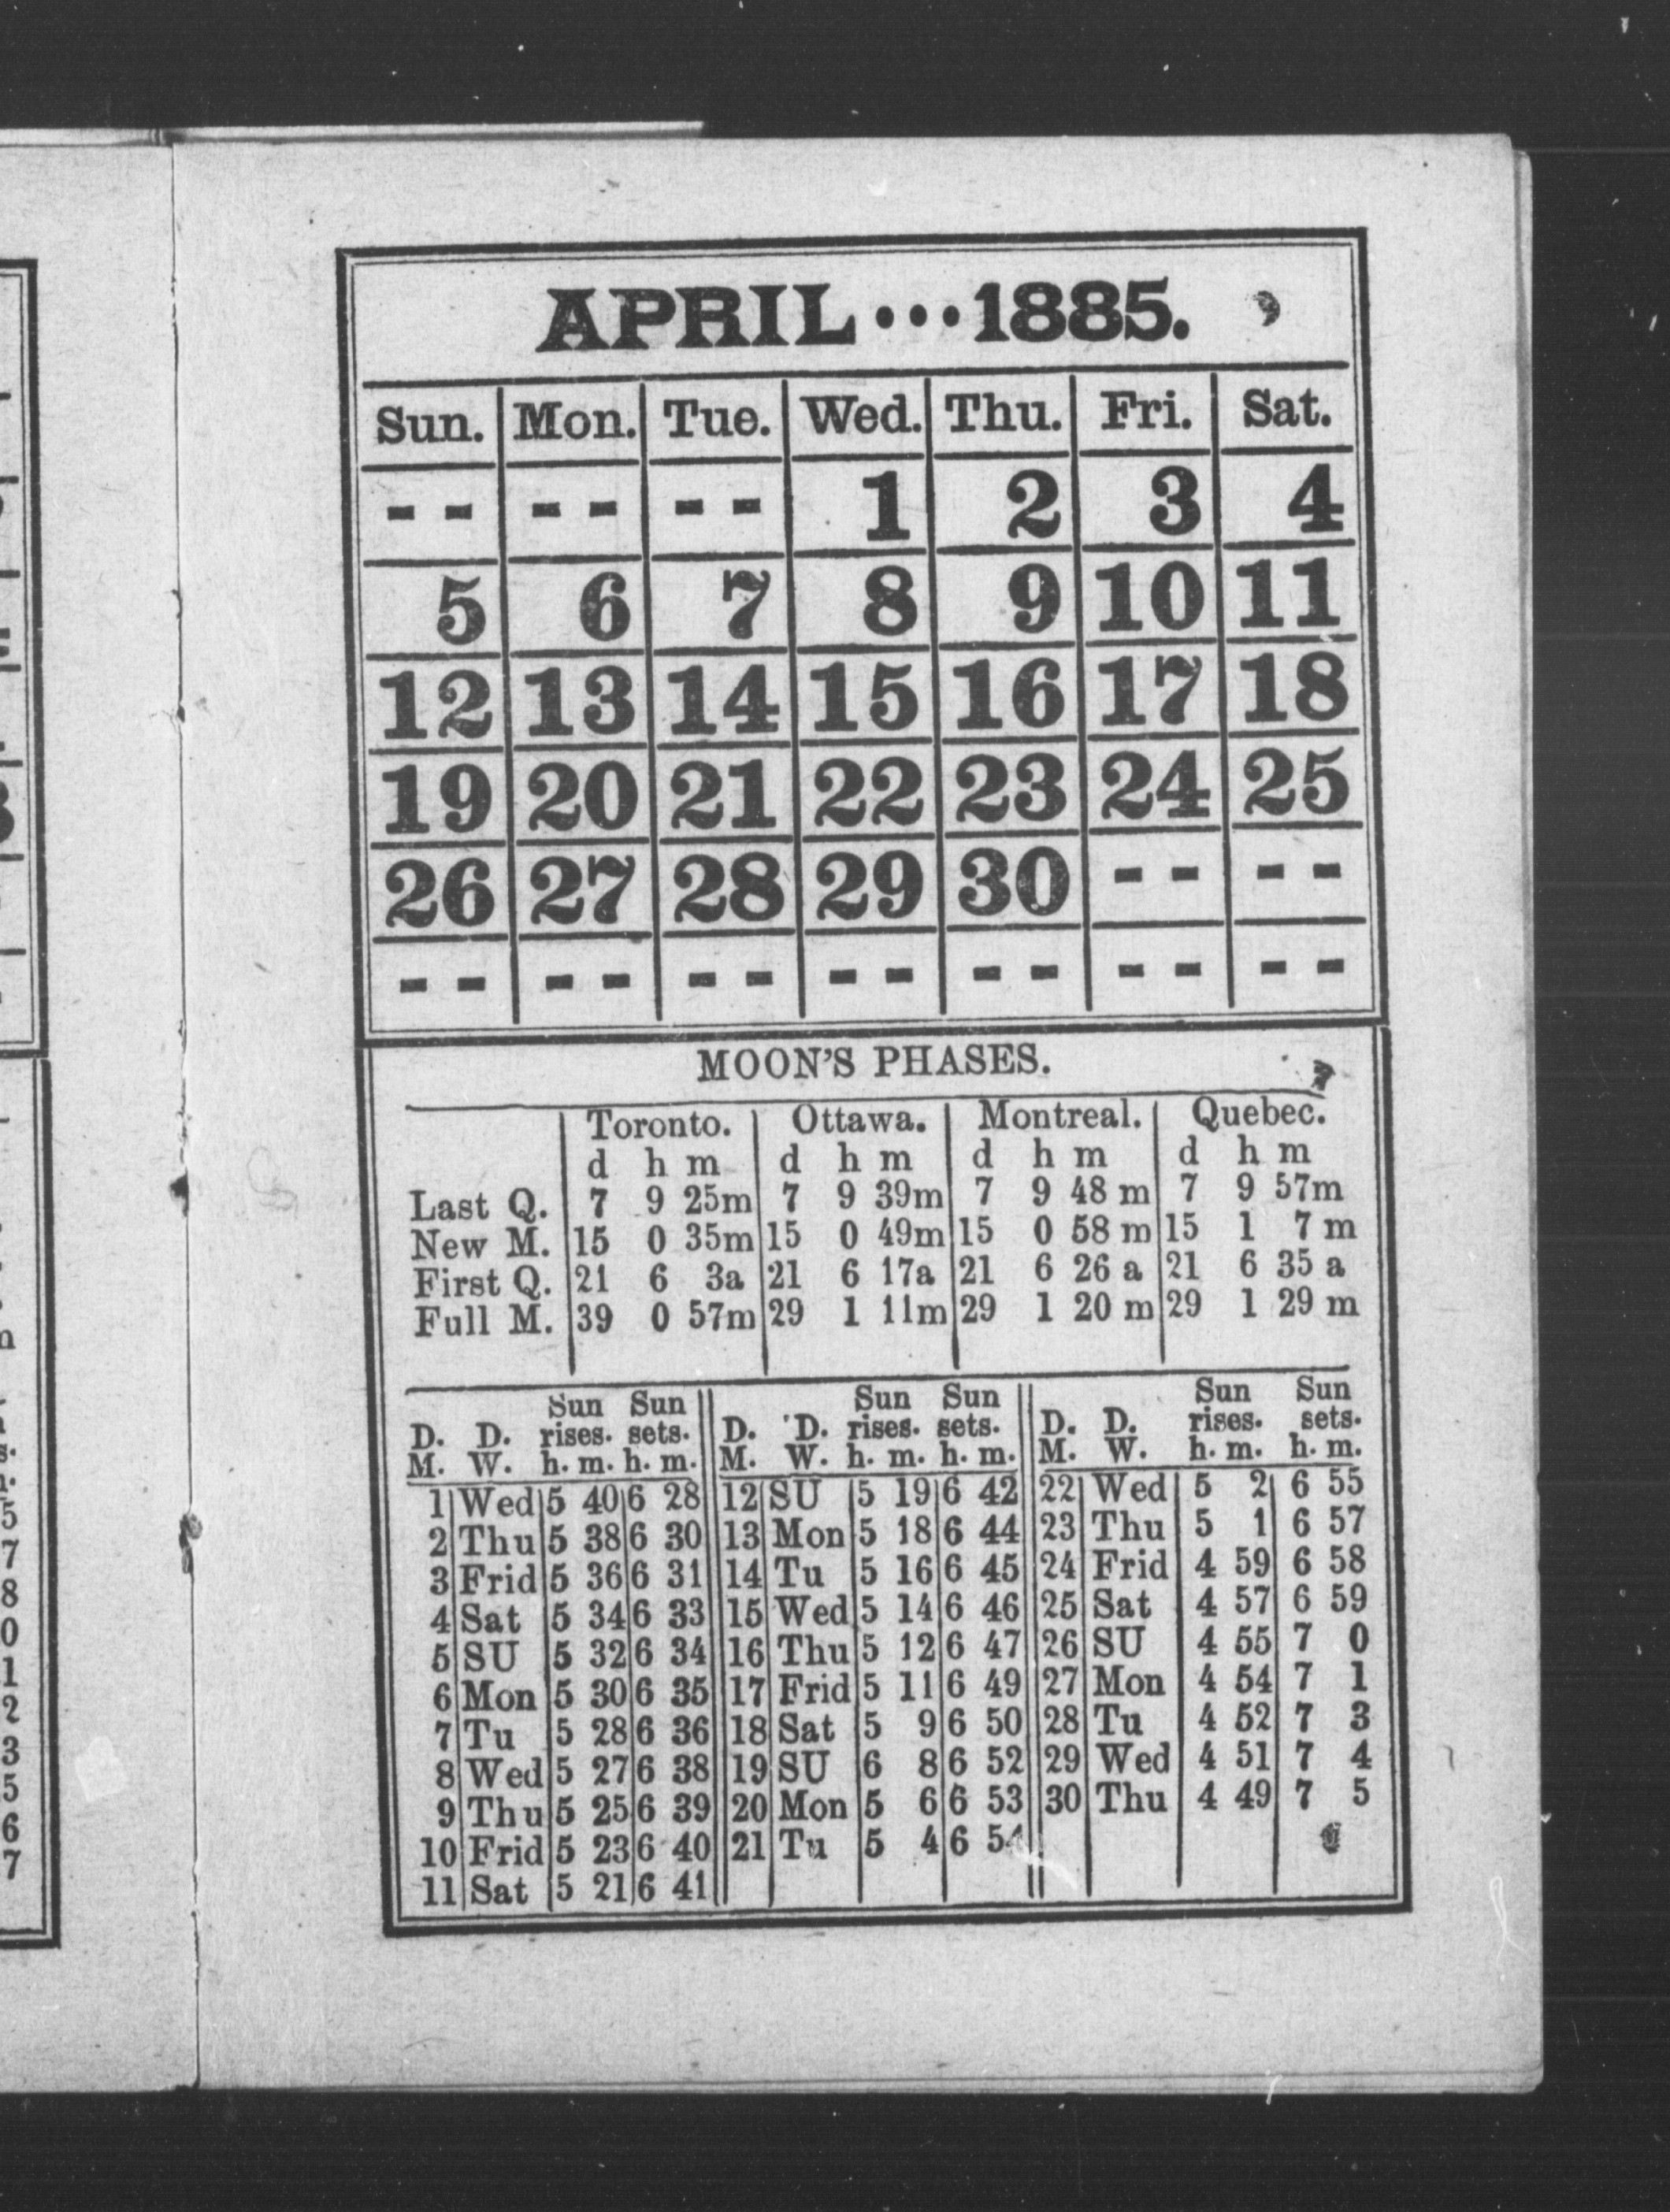 APRIL ... 1885.
Sun. Mon. Tue. Wed. Thu. Fri. Sat.
-- -- -- 1 2 3 4
5 6 7 8 9 10 11
12 13 14 15 16 17 18
19 20 21 22 23 24 25
26 27 28 29 30 -- --
-- -- -- -- -- -- --
MOON'S PHASES.
Toronto. Ottawa. Montreal. Quebec.
d h m d h m d h m d h m
Last Q. 7 9 25m 7 9 39m 7 9 48 m 7 9 57m
New M. 15 0 35m 15 0 49m 15 0 58 m 15 1 7 m
First Q. 21 6 3a 21 6 17a 21 6 26 a 21 6 35 a
Full M. 39 0 57m 29 1 11m 29 1 20 m 29 1 29 m
Sun Sun Sun Sun Sun Sun
D. D. rises. sets. D. D. rises. sets. D. D. rises. sets.
M. W. h. m. h. m. M. W. h. m. h. m. M. W. h. m. h. m.
1 Wed 5 40 6 28 12 SU 5 19 6 42 22 Wed 5 2 6 55
2 Thu 5 38 6 30 13 Mon 5 18 6 44 23 Thu 5 1 6 57
3 Frid 5 36 6 31 14 Tu 5 16 6 45 24 Frid 4 59 6 58
4 Sat 5 34 6 33 15 Wed 5 14 6 46 25 Sat 4 57 6 59
5 SU 5 32 6 34 16 Thu 5 12 6 47 26 SU 4 55 7 0
6 Mon 5 30 6 35 17 Frid 5 11 6 49 27 Mon 4 54 7 1
7 Tu 5 28 6 36 18 Sat 5 9 6 50 28 Tu 4 52 7 3
8 Wed 5 27 6 38 19 SU 6 8 6 52 29 Wed 4 51 7 4
9 Thu 5 25 6 39 20 Mon 5 6 6 53 30 Thu 4 49 7 5
10 Frid 5 23 6 40 21 Tu 5 4 6 54
11 Sat 5 21 6 41